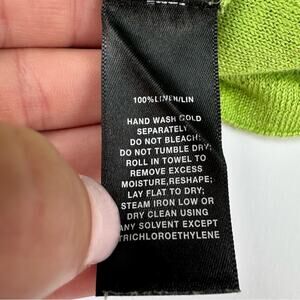 100%LINEN/LIN
HAND WASH COLD
SEPARATELY
DO NOT BLEACH;
DO NOT TUMBLE DRY;
ROLL IN TOWEL TO
REMOVE EXCESS
MOISTURE,RESHAPE;
LAY FLAT TO DRY;
STEAM IRON LOW OR
DRY CLEAN USING
ANY SOLVENT EXCEPT
TRICHLOROETHYLENE